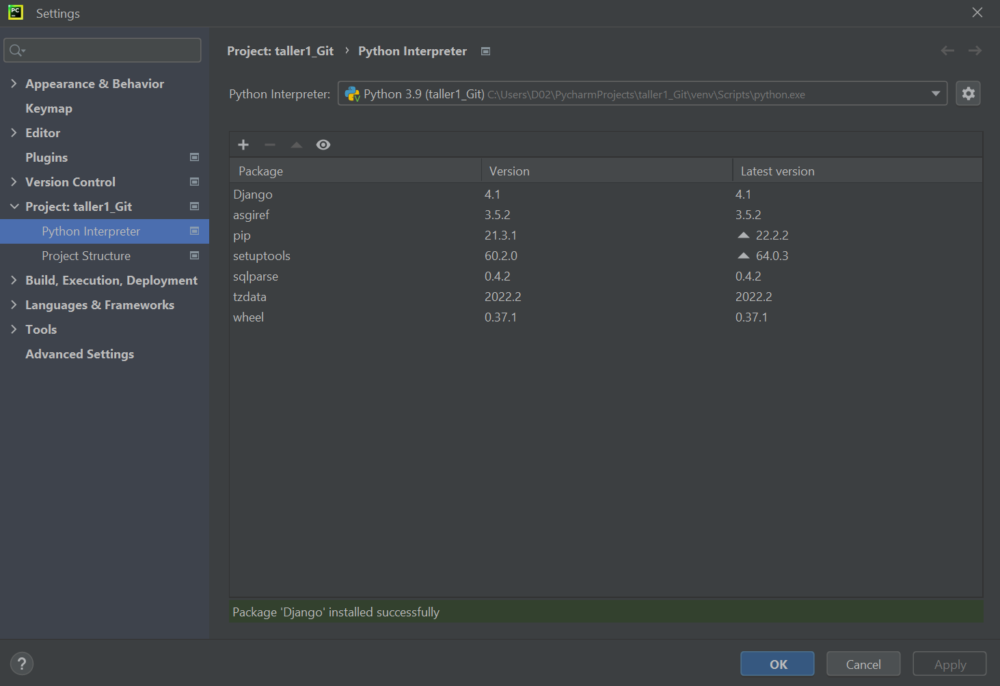 PC
Settings
Appearance & Behavior
Keymap
Editor
Plugins
Version Control
Project: taller1_Git
Python Interpreter
Project Structure
Build, Execution, Deployment
Languages & Frameworks
Tools
Advanced Settings
Project: taller1_Git › Python Interpreter
Python Interpreter: Python 3.9 (taller1_Git) C:\Users\D02\PycharmProjects\taller1_Git\venv\Scripts\python.exe
Package Version Latest version
Django 4.1 4.1
asgiref 3.5.2 3.5.2
pip 21.3.1 22.2.2
setuptools 60.2.0 64.0.3
sqlparse 0.4.2 0.4.2
tzdata 2022.2 2022.2
wheel 0.37.1 0.37.1
Package 'Django' installed successfully
? OK Cancel Apply